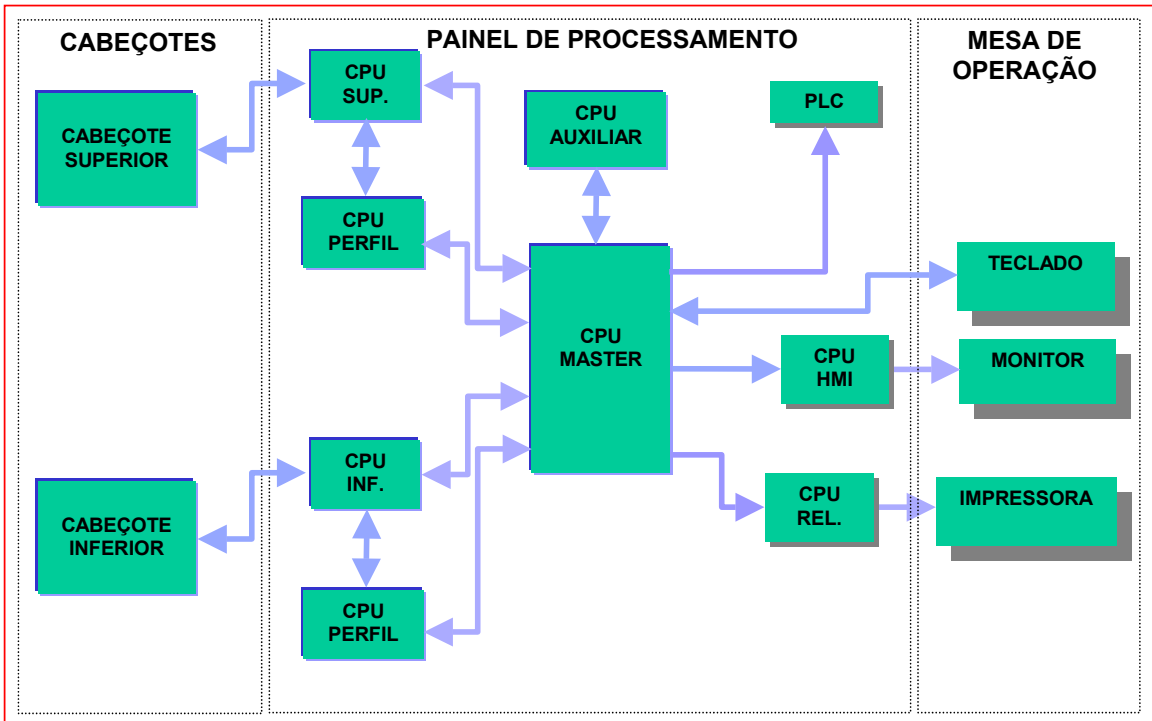 CABEÇOTES
PAINEL DE PROCESSAMENTO
MESA DE
OPERAÇÃO
CABEÇOTE
SUPERIOR
CPU
SUP.
CPU
PERFIL
CPU
AUXILIAR
PLC
CPU
MASTER
TECLADO
CPU
HMI
MONITOR
CABEÇOTE
INFERIOR
CPU
INF.
CPU
PERFIL
CPU
REL.
IMPRESSORA